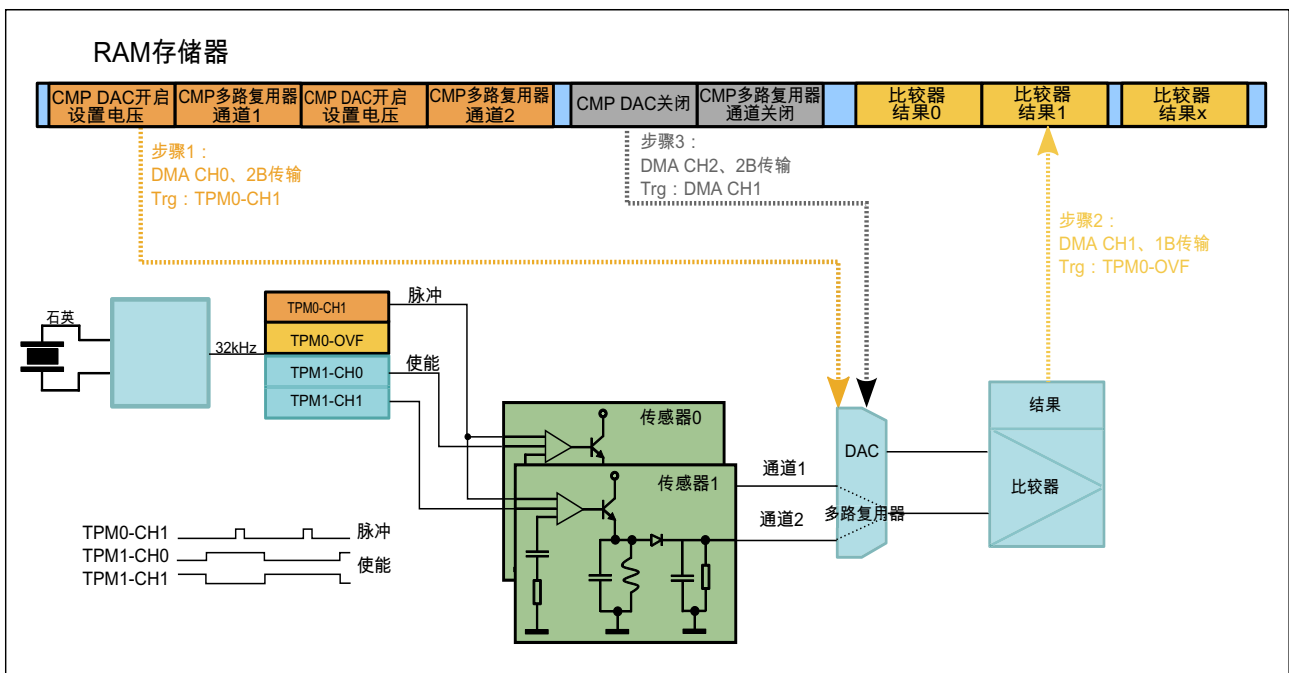 RAM存储器
CMP DAC开启
设置电压
CMP多路复用器
通道1
CMP DAC开启
设置电压
CMP多路复用器
通道2
CMP DAC关闭
CMP多路复用器
通道关闭
比较器
结果0
比较器
结果1
比较器
结果x
步骤1：
DMA CH0、2B传输
Trg：TPM0-CH1
步骤3：
DMA CH2、2B传输
Trg：DMA CH1
步骤2：
DMA CH1、1B传输
Trg：TPM0-OVF
石英
32kHz
TPM0-CH1
TPM0-OVF
TPM1-CH0
TPM1-CH1
脉冲
使能
传感器0
传感器1
通道1
通道2
DAC
多路复用器
结果
比较器
TPM0-CH1
脉冲
TPM1-CH0
使能
TPM1-CH1